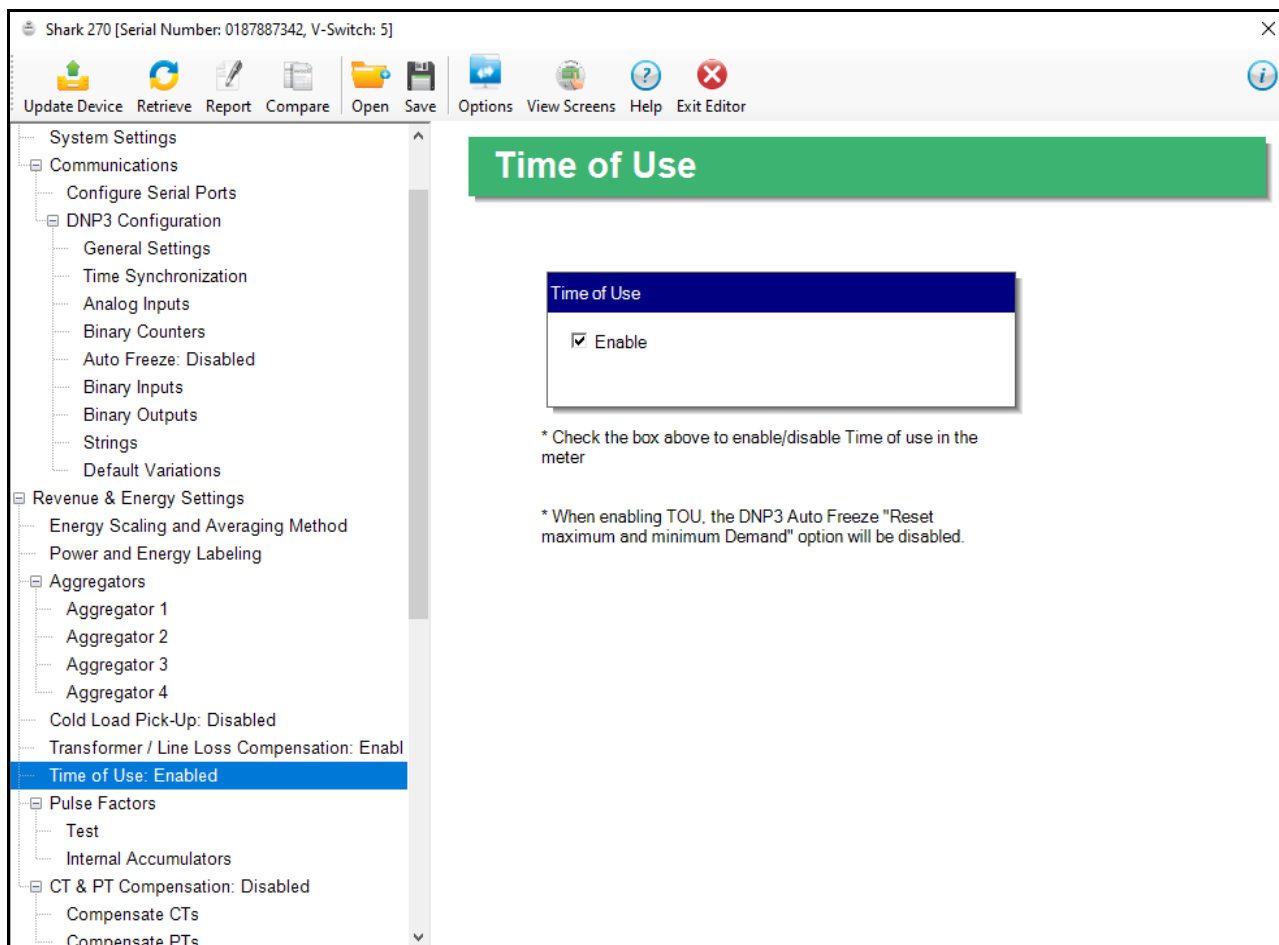 Shark 270 [Serial Number: 0187887342, V-Switch: 5]
Update Device Retrieve Report Compare Open Save Options View Screens Help Exit Editor
System Settings
Communications
Configure Serial Ports
DNP3 Configuration
General Settings
Time Synchronization
Analog Inputs
Binary Counters
Auto Freeze: Disabled
Binary Inputs
Binary Outputs
Strings
Default Variations
Revenue & Energy Settings
Energy Scaling and Averaging Method
Power and Energy Labeling
Aggregators
Aggregator 1
Aggregator 2
Aggregator 3
Aggregator 4
Cold Load Pick-Up: Disabled
Transformer / Line Loss Compensation: Enabl
Time of Use: Enabled
Pulse Factors
Test
Internal Accumulators
CT & PT Compensation: Disabled
Compensate CTs
Compensate PTs
Time of Use
Time of Use
Enable
* Check the box above to enable/disable Time of use in the
meter
* When enabling TOU, the DNP3 Auto Freeze "Reset
maximum and minimum Demand" option will be disabled.